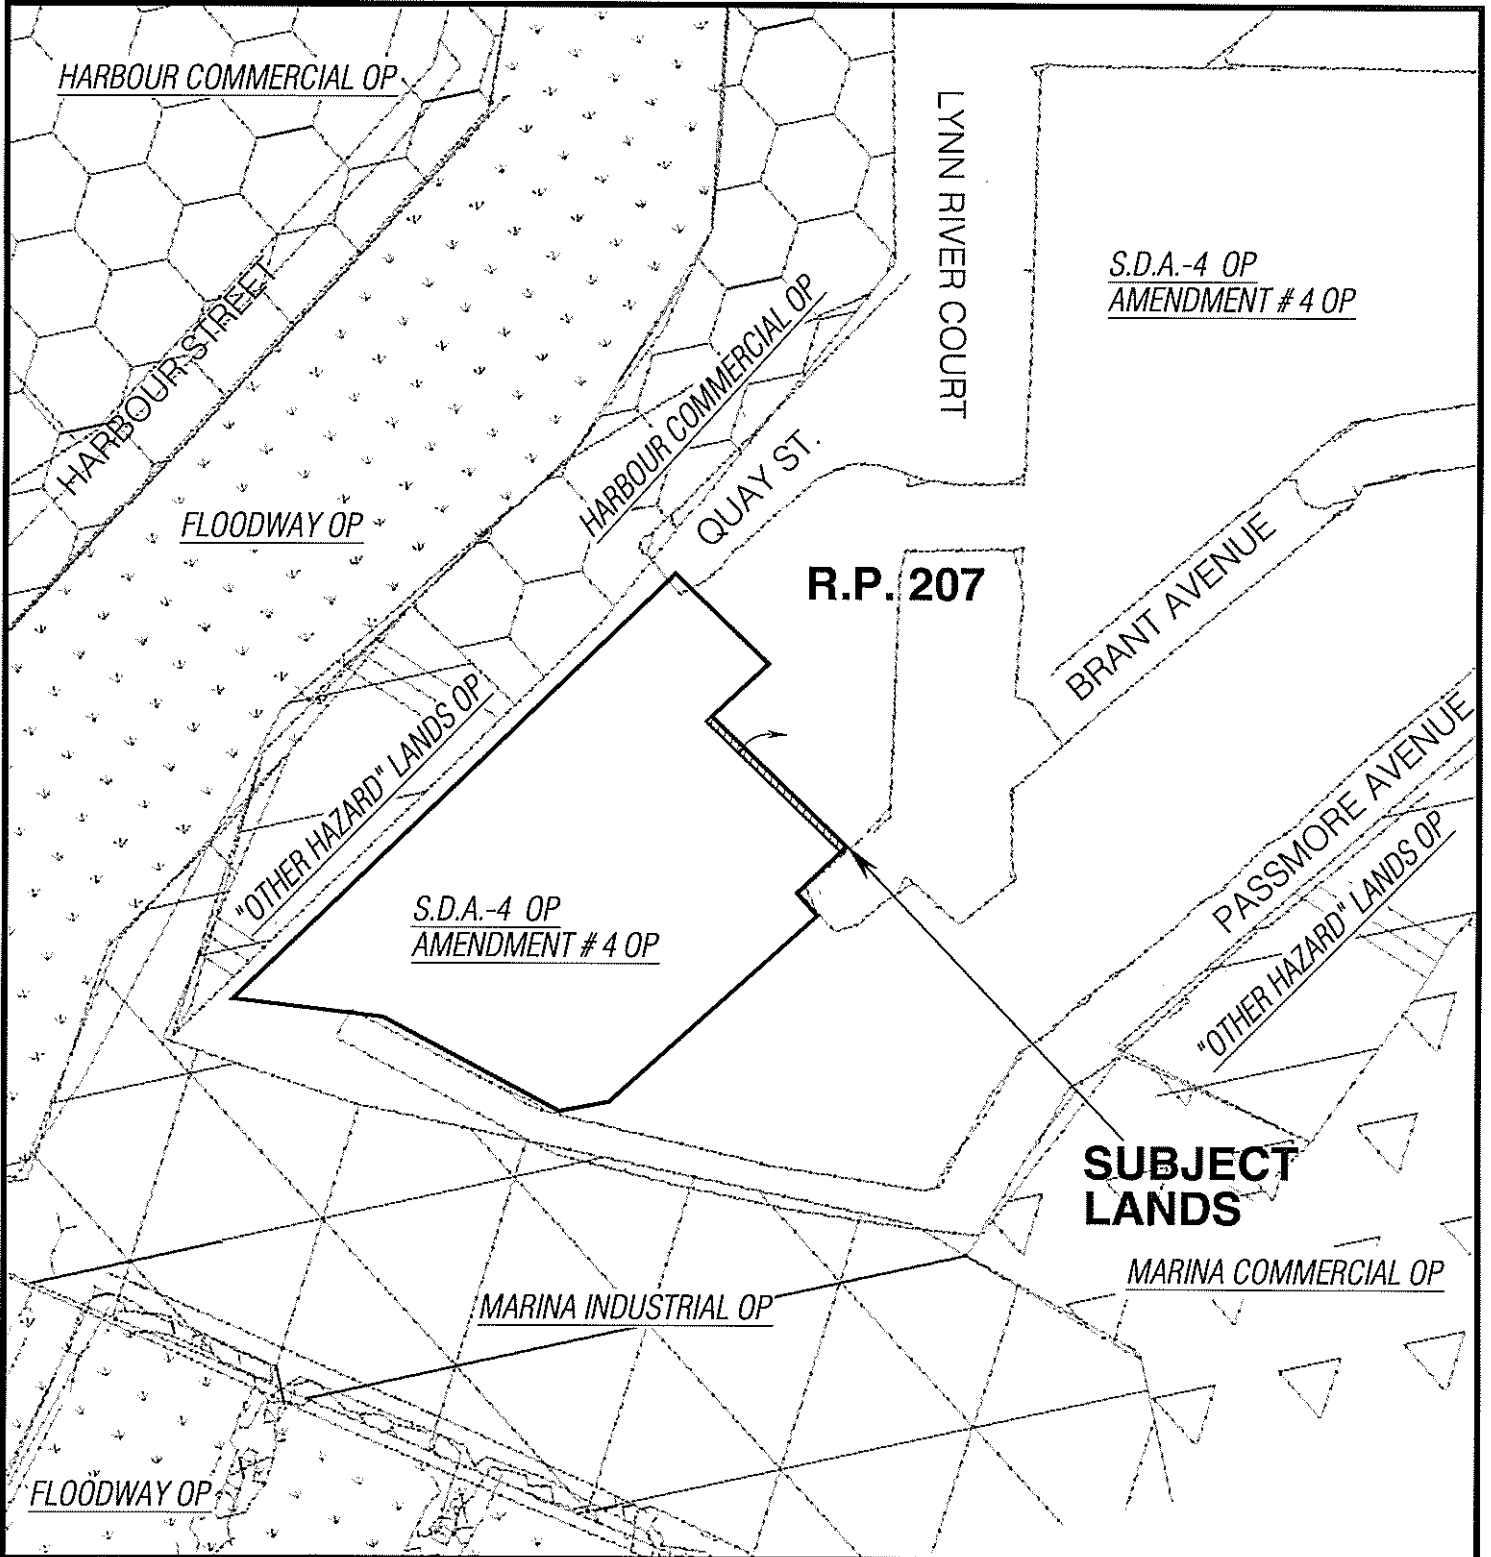 HARBOUR COMMERCIAL OP
LYNN RIVER COURT
S.D.A.-4 OP
AMENDMENT # 4 OP
HARBOUR STREET
HARBOUR COMMERCIAL OP
QUAY ST.
FLOODWAY OP
R.P. 207
BRANT AVENUE
"OTHER HAZARD" LANDS OP
PASSMORE AVENUE
"OTHER HAZARD" LANDS OP
S.D.A.-4 OP
AMENDMENT # 4 OP
SUBJECT
LANDS
MARINA COMMERCIAL OP
MARINA INDUSTRIAL OP
FLOODWAY OP